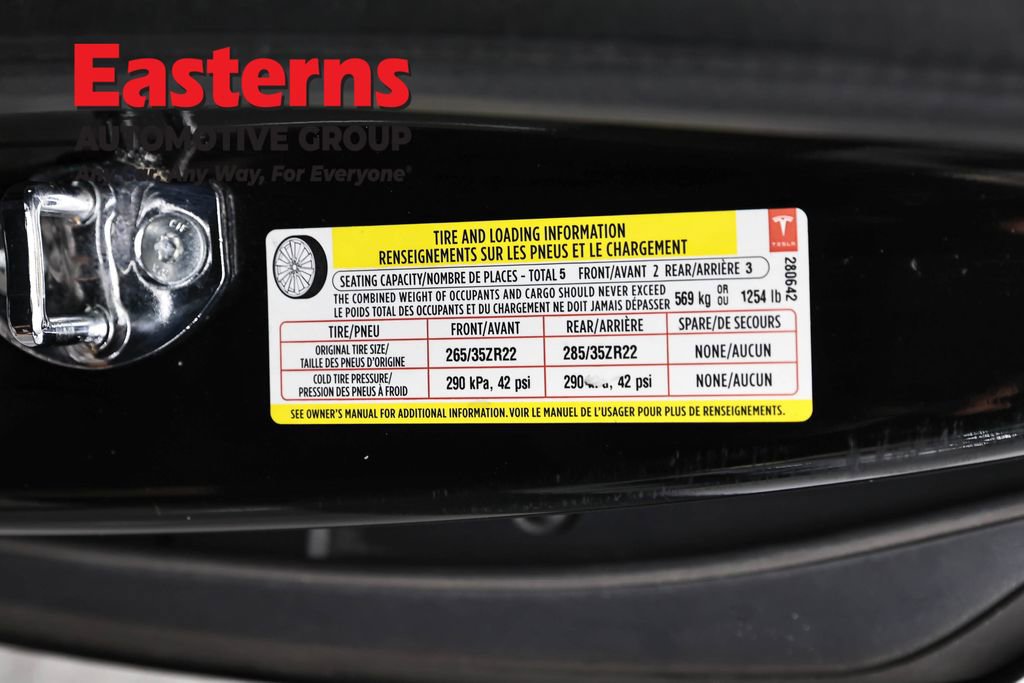 Easterns
AUTOMOTIVE GROUP
Any Car, Any Way, For Everyone®
TIRE AND LOADING INFORMATION
RENSEIGNEMENTS SUR LES PNEUS ET LE CHARGEMENT
TESLA
SEATING CAPACITY/NOMBRE DE PLACES - TOTAL 5 FRONT/AVANT 2 REAR/ARRIÈRE 3
THE COMBINED WEIGHT OF OCCUPANTS AND CARGO SHOULD NEVER EXCEED
LE POIDS TOTAL DES OCCUPANTS ET DU CHARGEMENT NE DOIT JAMAIS DÉPASSER
569 kg OR OU 1254 lb
280642
TIRE/PNEU FRONT/AVANT REAR/ARRIÈRE SPARE/DE SECOURS
ORIGINAL TIRE SIZE/
TAILLE DES PNEUS D'ORIGINE
265/35ZR22 285/35ZR22 NONE/AUCUN
COLD TIRE PRESSURE/
PRESSION DES PNEUS À FROID
290 kPa, 42 psi 290 42 psi NONE/AUCUN
SEE OWNER'S MANUAL FOR ADDITIONAL INFORMATION. VOIR LE MANUEL DE L'USAGER POUR PLUS DE RENSEIGNEMENTS.